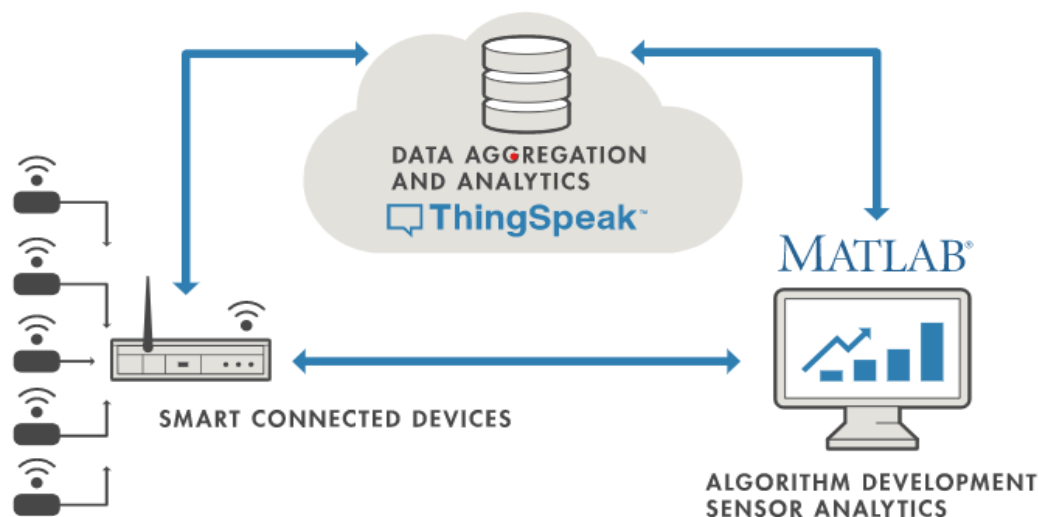 DATA AGGREGATION
AND ANALYTICS
ThingSpeak™
MATLAB®
SMART CONNECTED DEVICES
ALGORITHM DEVELOPMENT
SENSOR ANALYTICS